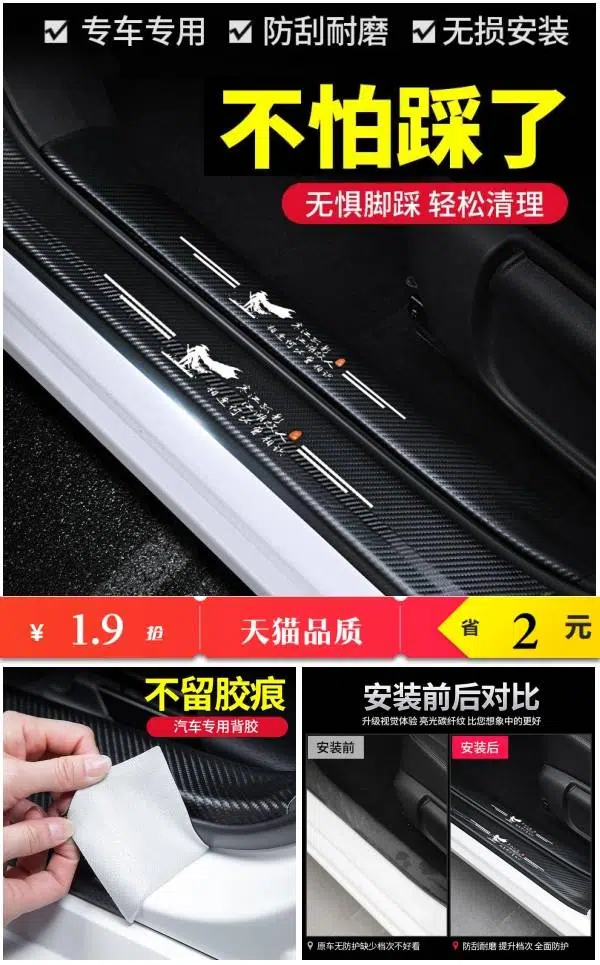 专车专用 防刮耐磨 无损安装
不怕踩了
无惧脚踩 轻松清理
¥ 1.9 抢
天猫品质
省 2 元
不留胶痕
汽车专用背胶
安装前后对比
升级视觉体验 亮光碳纤纹 比您想象中的更好
安装前
安装后
原车无防护缺少档次不好看
防刮耐磨 提升档次 全面防护